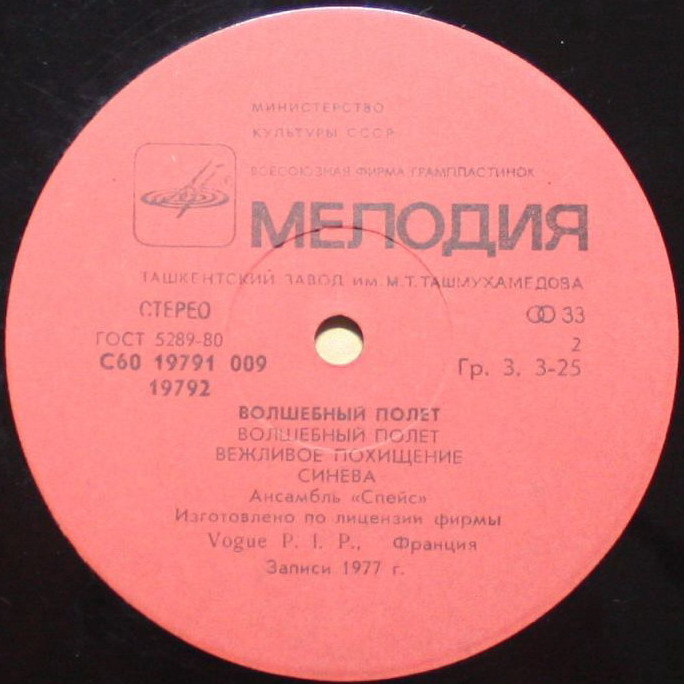 МИНИСТЕРСТВО
КУЛЬТУРЫ СССР
ВСЕСОЮЗНАЯ ФИРМА ГРАМПЛАСТИНОК
МЕЛОДИЯ
ТАШКЕНТСКИЙ ЗАВОД им. М.Т.ТАШМУХАМЕДОВА
СТЕРЕО
33
ГОСТ 5289-80
2
С60 19791 009
Гр. 3. 3-25
19792
ВОЛШЕБНЫЙ ПОЛЕТ
ВОЛШЕБНЫЙ ПОЛЕТ
ВЕЖЛИВОЕ ПОХИЩЕНИЕ
СИНЕВА
Ансамбль «Спейс»
Изготовлено по лицензии фирмы
Vogue P. I P., Франция
Записи 1977 г.